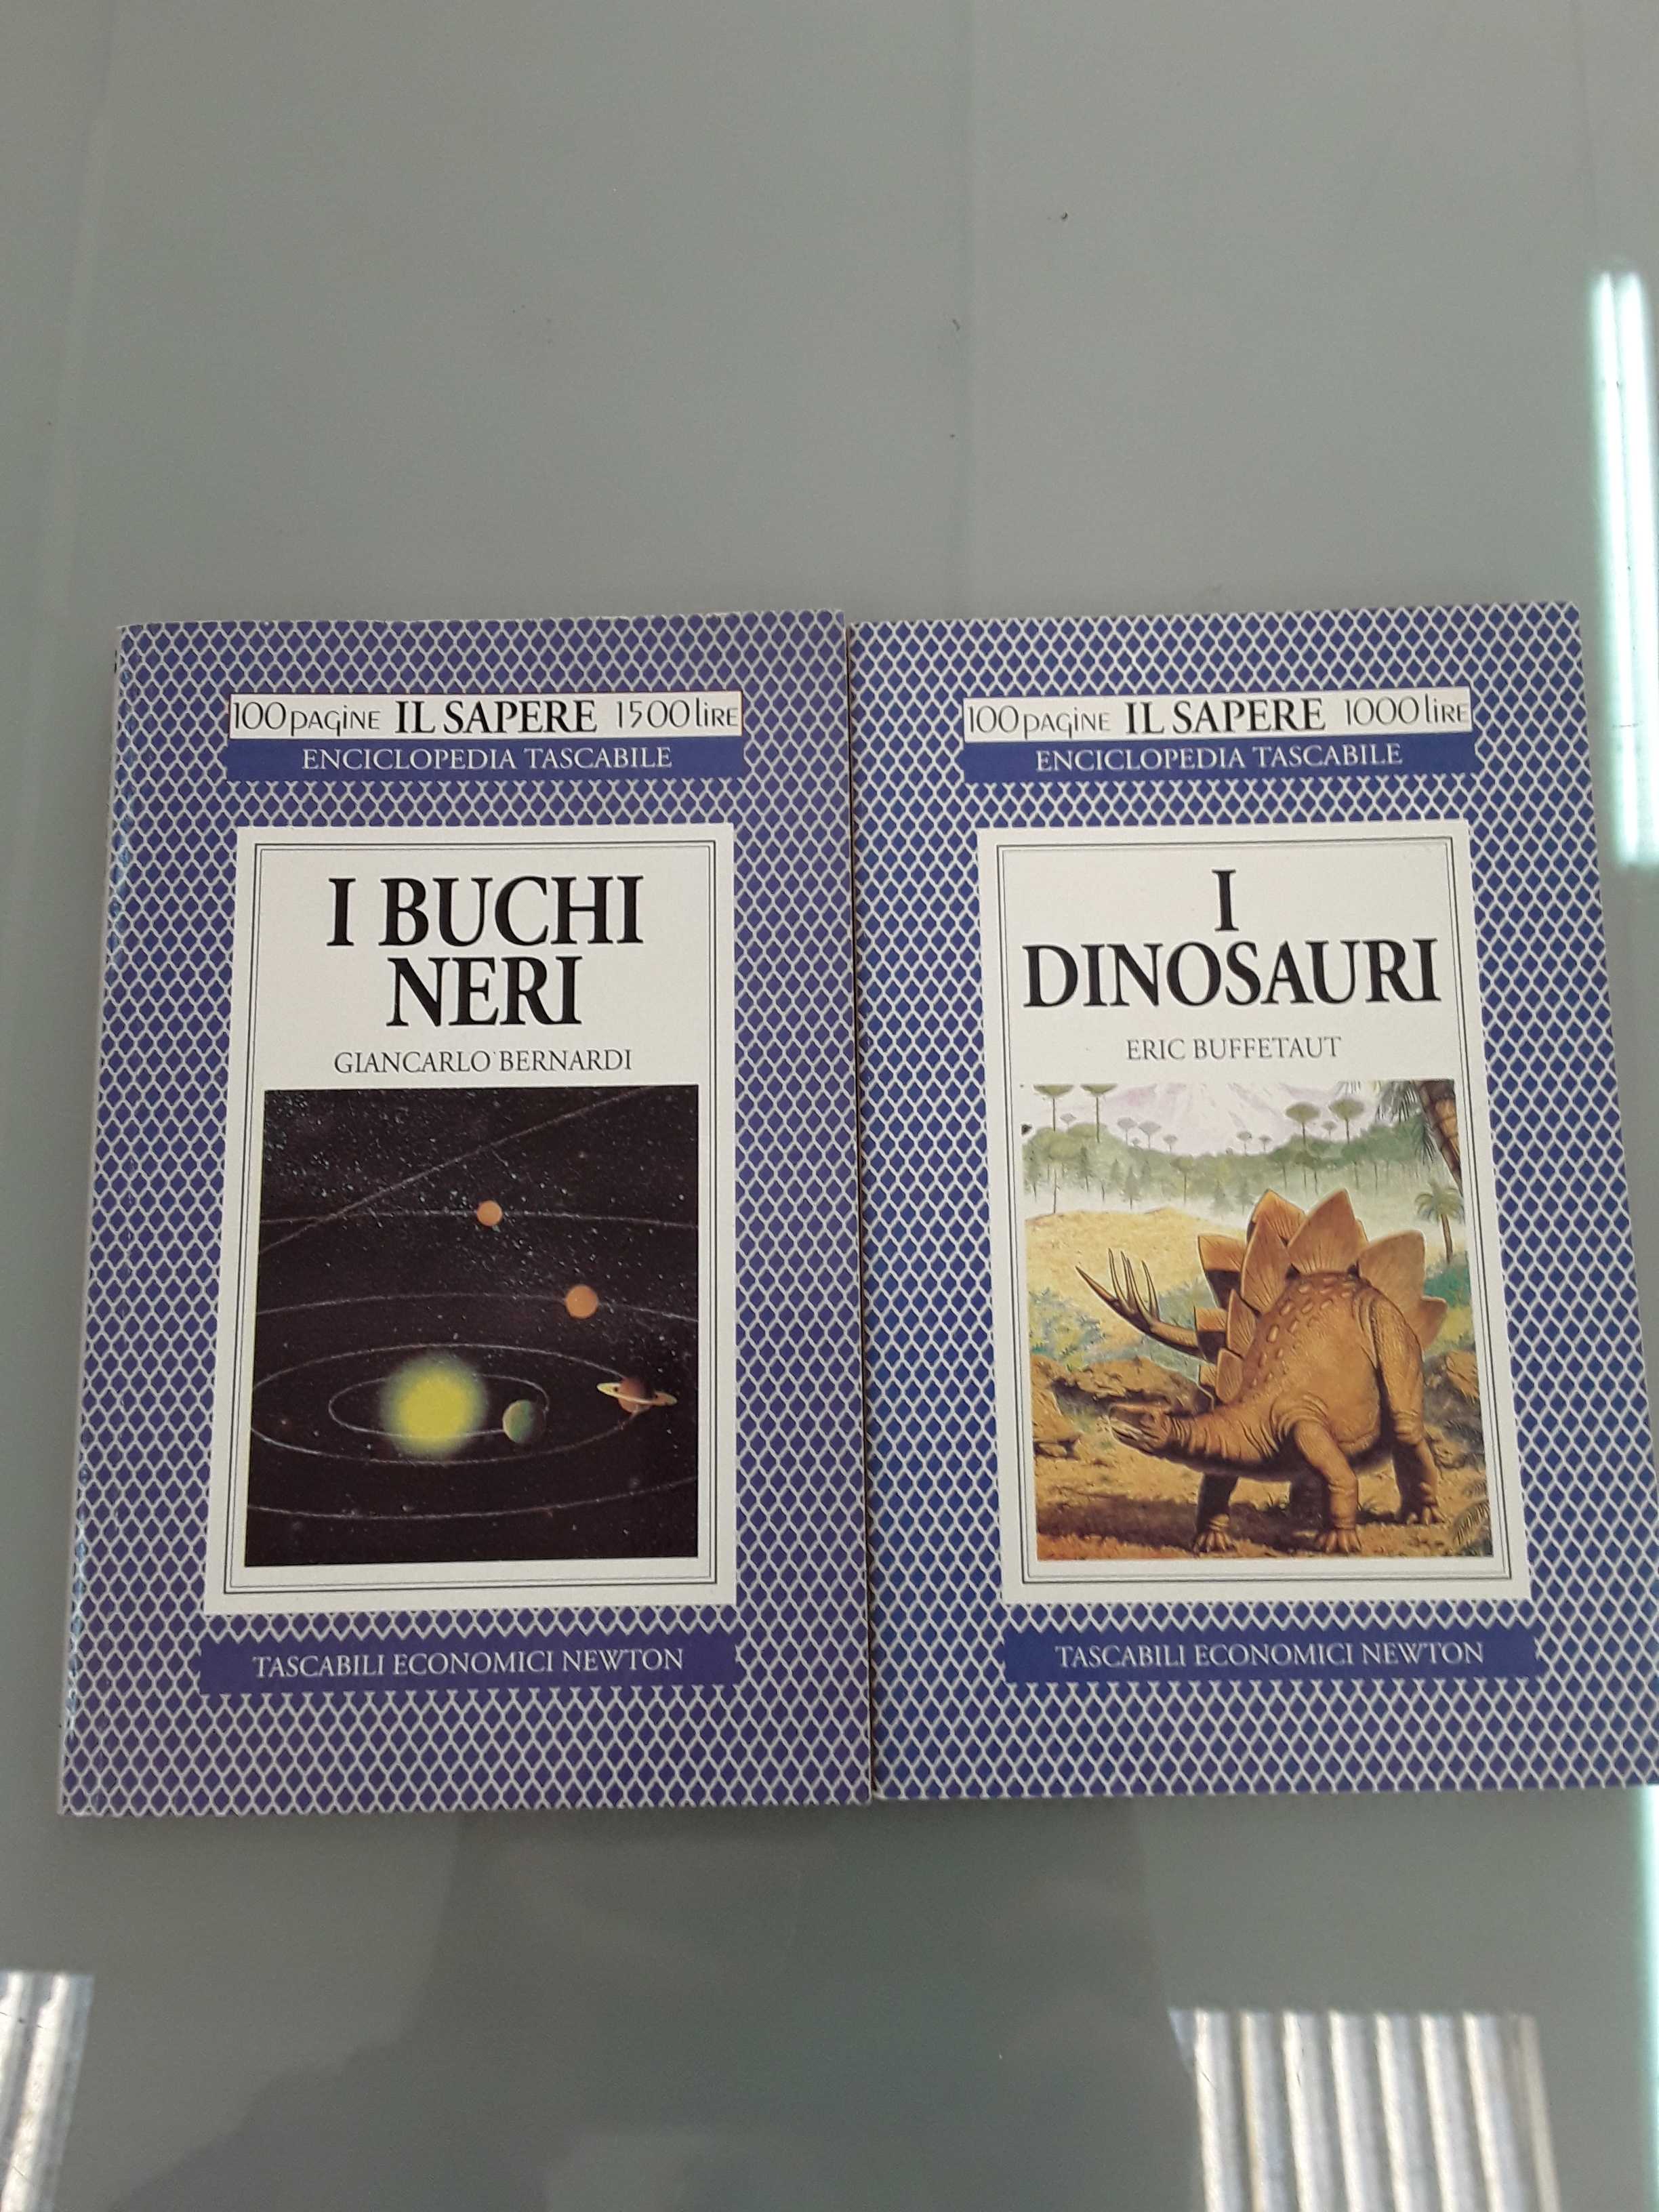 100 pagine IL SAPERE 1500 lire
ENCICLOPEDIA TASCABILE
I BUCHI
NERI
GIANCARLO BERNARDI
TASCABILI ECONOMICI NEWTON
100 pagine IL SAPERE 1000 lire
ENCICLOPEDIA TASCABILE
I
DINOSAURI
ERIC BUFFETAUT
TASCABILI ECONOMICI NEWTON